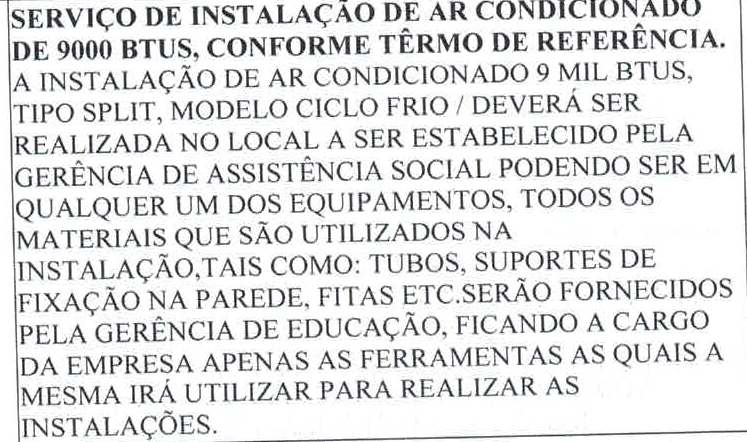 SERVIÇO DE INSTALAÇÃO DE AR CONDICIONADO
DE 9000 BTUS, CONFORME TÊRMO DE REFERÊNCIA.
A INSTALAÇÃO DE AR CONDICIONADO 9 MIL BTUS,
TIPO SPLIT, MODELO CICLO FRIO / DEVERÁ SER
REALIZADA NO LOCAL A SER ESTABELECIDO PELA
GERÊNCIA DE ASSISTÊNCIA SOCIAL PODENDO SER EM
QUALQUER UM DOS EQUIPAMENTOS, TODOS OS
MATERIAIS QUE SÃO UTILIZADOS NA
INSTALAÇÃO,TAIS COMO: TUBOS, SUPORTES DE
FIXAÇÃO NA PAREDE, FITAS ETC.SERÃO FORNECIDOS
PELA GERÊNCIA DE EDUCAÇÃO, FICANDO A CARGO
DA EMPRESA APENAS AS FERRAMENTAS AS QUAIS A
MESMA IRÁ UTILIZAR PARA REALIZAR AS
INSTALAÇÕES.